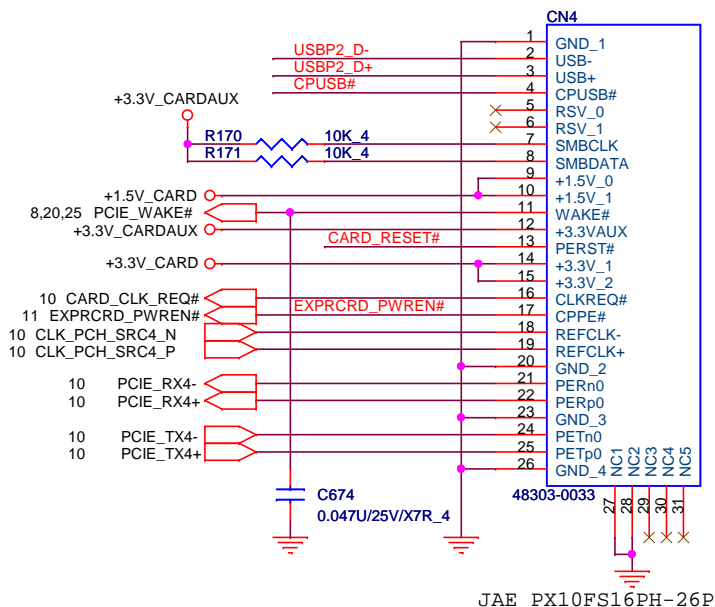 CN4
1 GND_1
USBP2_D- 2 USB-
USBP2_D+ 3 USB+
CPUSB# 4 CPUSB#
+3.3V_CARDAUX 5 RSV_0
6 RSV_1
R170 10K_4 7 SMBCLK
R171 10K_4 8 SMBDATA
9 +1.5V_0
+1.5V_CARD 10 +1.5V_1
8,20,25 PCIE_WAKE# 11 WAKE#
+3.3V_CARDAUX 12 +3.3VAUX
CARD_RESET# 13 PERST#
+3.3V_CARD 14 +3.3V_1
15 +3.3V_2
10 CARD_CLK_REQ# 16 CLKREQ#
11 EXPRCRD_PWREN# EXPRCRD_PWREN# 17 CPPE#
10 CLK_PCH_SRC4_N 18 REFCLK-
10 CLK_PCH_SRC4_P 19 REFCLK+
20 GND_2
10 PCIE_RX4- 21 PERn0
10 PCIE_RX4+ 22 PERp0
23 GND_3
10 PCIE_TX4- 24 PETn0
10 PCIE_TX4+ 25 PETp0
26 GND_4
NC1 NC2 NC3 NC4 NC5
C674 48303-0033
27 28 29 30 31
0.047U/25V/X7R_4
JAE PX10FS16PH-26P